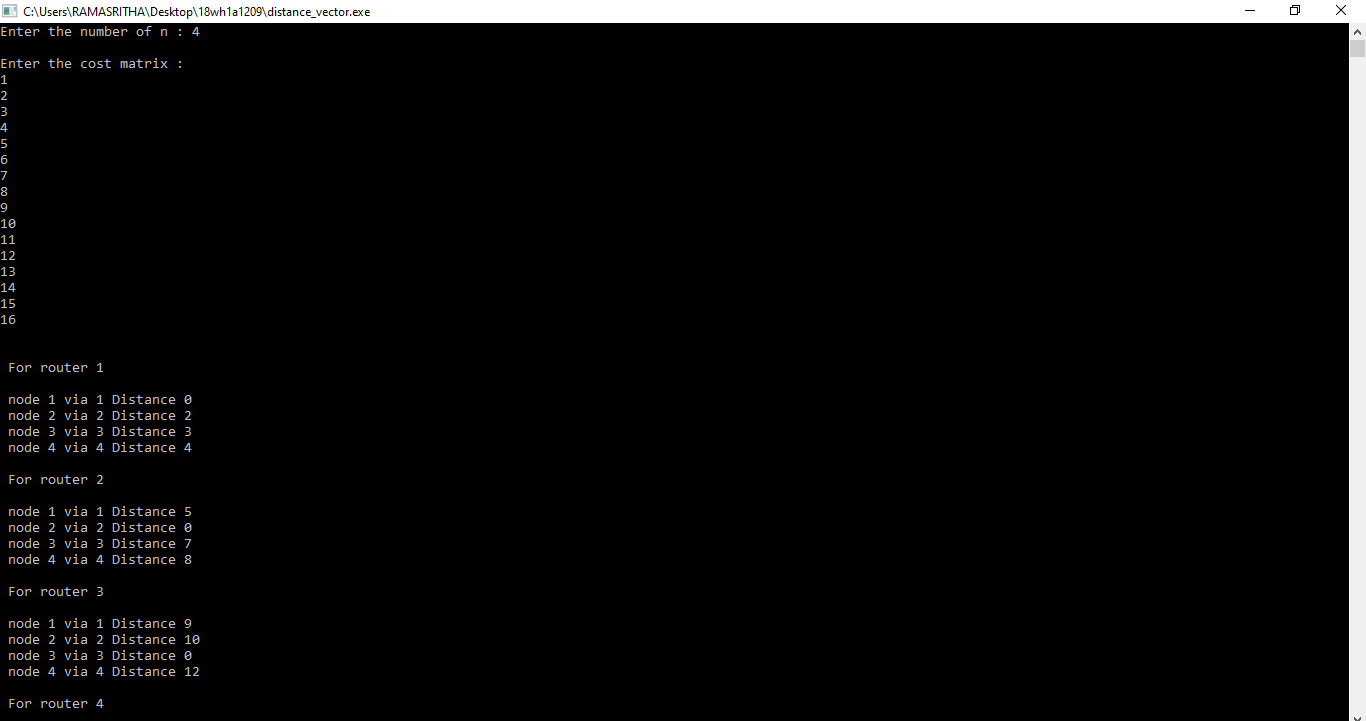 C:\Users\RAMASRITHA\Desktop\18wh1a1209\distance_vector.exe
Enter the number of n : 4
Enter the cost matrix :
1
2
3
4
5
6
7
8
9
10
11
12
13
14
15
16
For router 1
node 1 via 1 Distance 0
node 2 via 2 Distance 2
node 3 via 3 Distance 3
node 4 via 4 Distance 4
For router 2
node 1 via 1 Distance 5
node 2 via 2 Distance 0
node 3 via 3 Distance 7
node 4 via 4 Distance 8
For router 3
node 1 via 1 Distance 9
node 2 via 2 Distance 10
node 3 via 3 Distance 0
node 4 via 4 Distance 12
For router 4